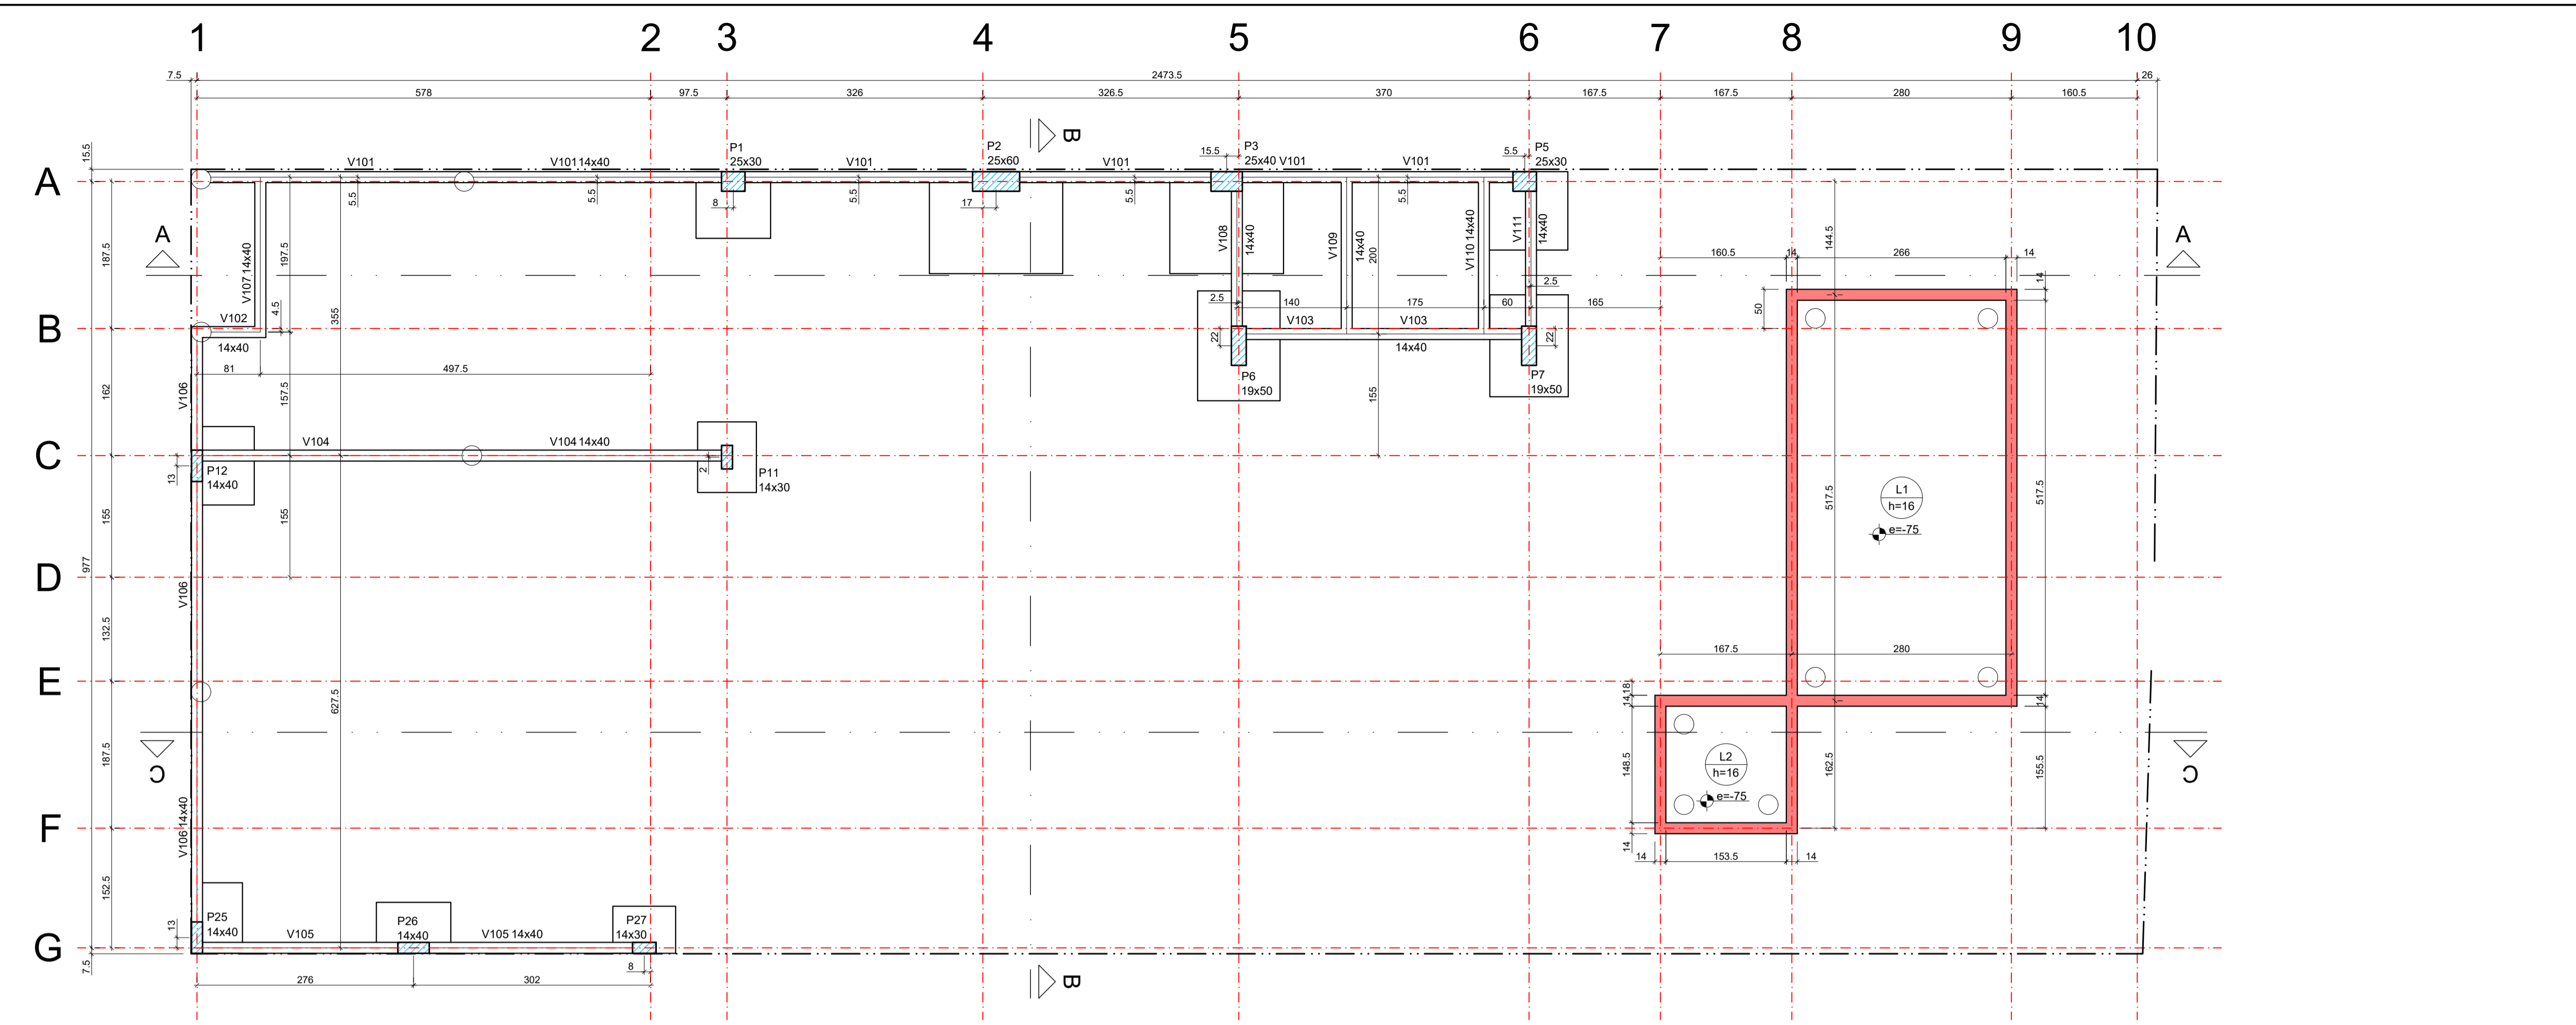 1 2 3 4 5 6 7 8 9 10
7.5 2473.5 26
578 97.5 326 326.5 370 167.5 167.5 280 160.5
B
P1 P2 P3 P5
15.5 5.5
V101 V101 14x40 25x30 V101 25x60 V101 25x40 V101 V101 25x30
15.5
A
5.5 5.5 5.5 5.5 5.5
8 17
A A
187.5
V107 14x40
197.5
V108
14x40
V109
14x40
200
V110 14x40
V111
14x40
144.5
160.5 14 266 14
14
2.5 2.5
4.5
355
140 175 60 165
50
B
V102 V103 V103
22 22
14x40 14x40
81 497.5
P6 P7
19x50 19x50
162
V106
157.5
155
C
V104 V104 14x40
P12
14x40
13
2
P11
14x30
L1
h=16
e=-75
517.5 517.5
155
155
977
D
V106
132.5
627.5
167.5 280
E
18
14
14
187.5
C C
148.5
L2
h=16
e=-75
162.5
155.5
F
V106 14x40
14
14 153.5 14
152.5
13
P25
14x40
P26
14x40
P27
14x30
V105 V105 14x40
G
7.5
8
276 302
B